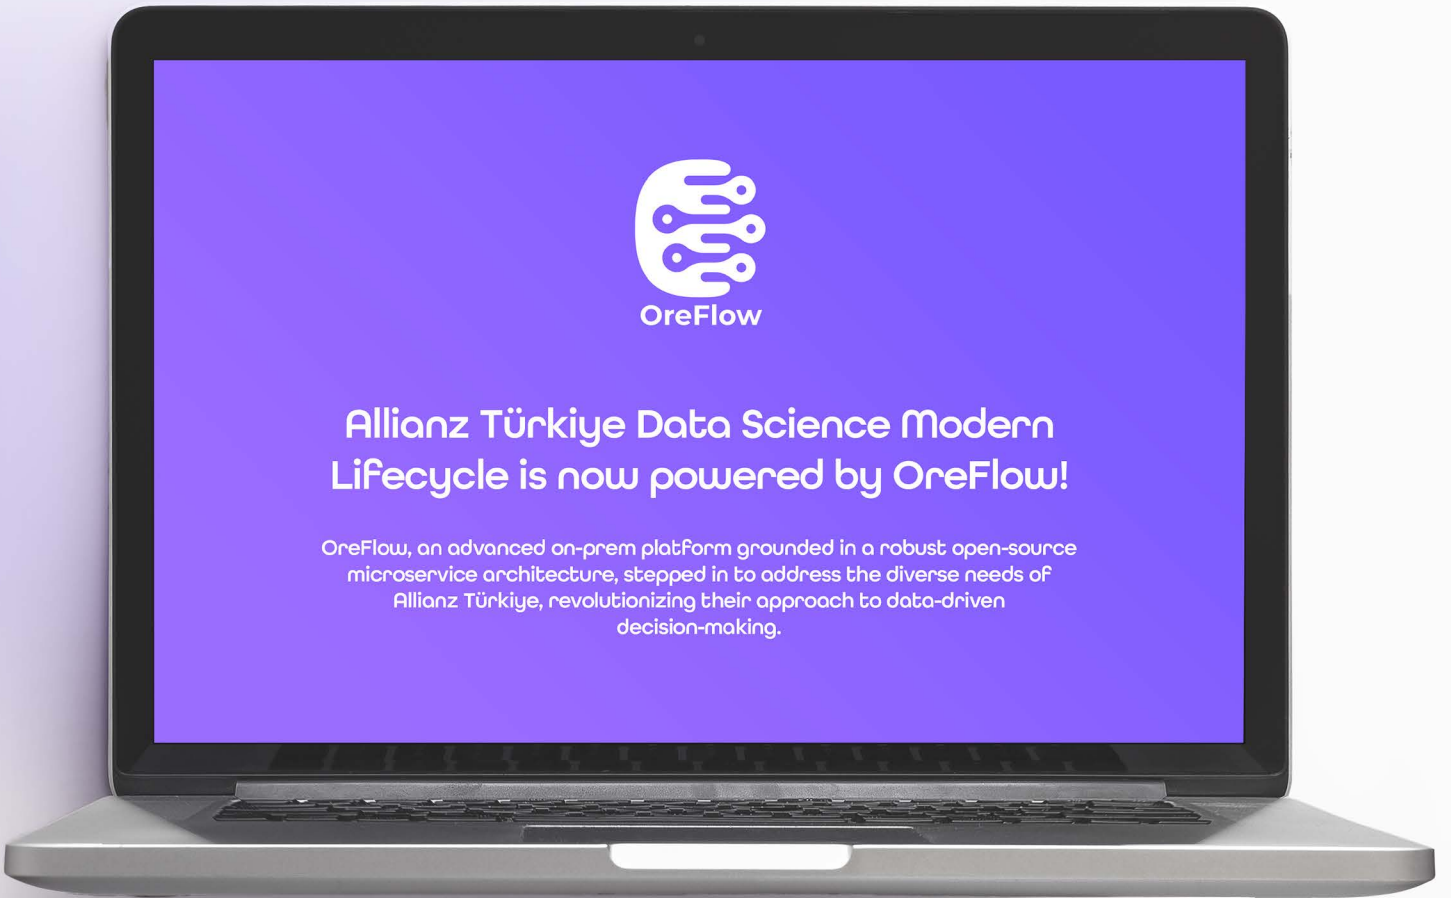 OreFlow
Allianz Türkiye Data Science Modern
Lifecycle is now powered by OreFlow!
OreFlow, an advanced on-prem platform grounded in a robust open-source
microservice architecture, stepped in to address the diverse needs of
Allianz Türkiye, revolutionizing their approach to data-driven
decision-making.